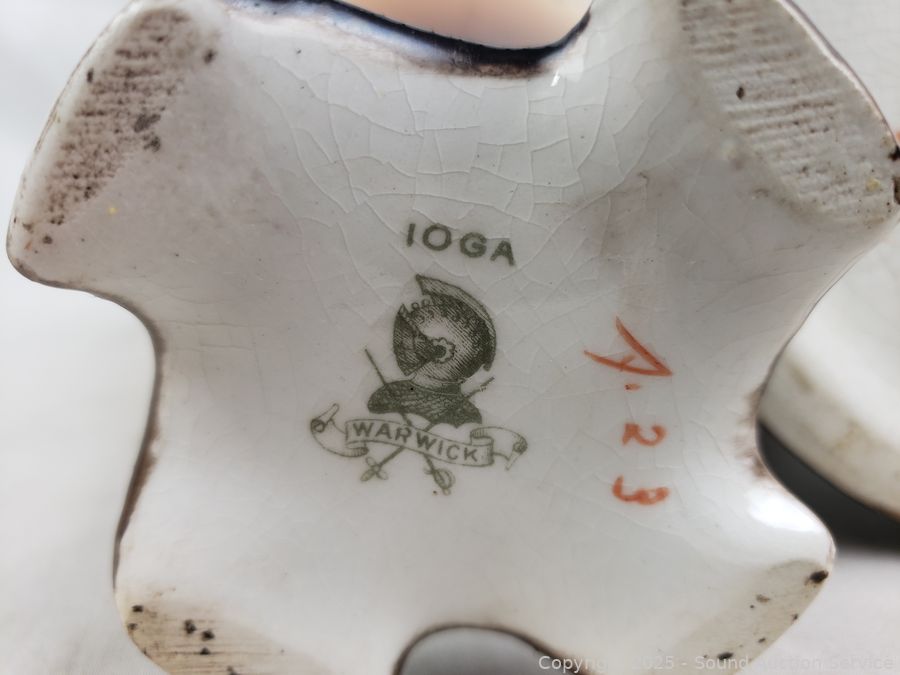 IOGA
WARWICK
A.23
Copyright 2025 - Sound Auction Service